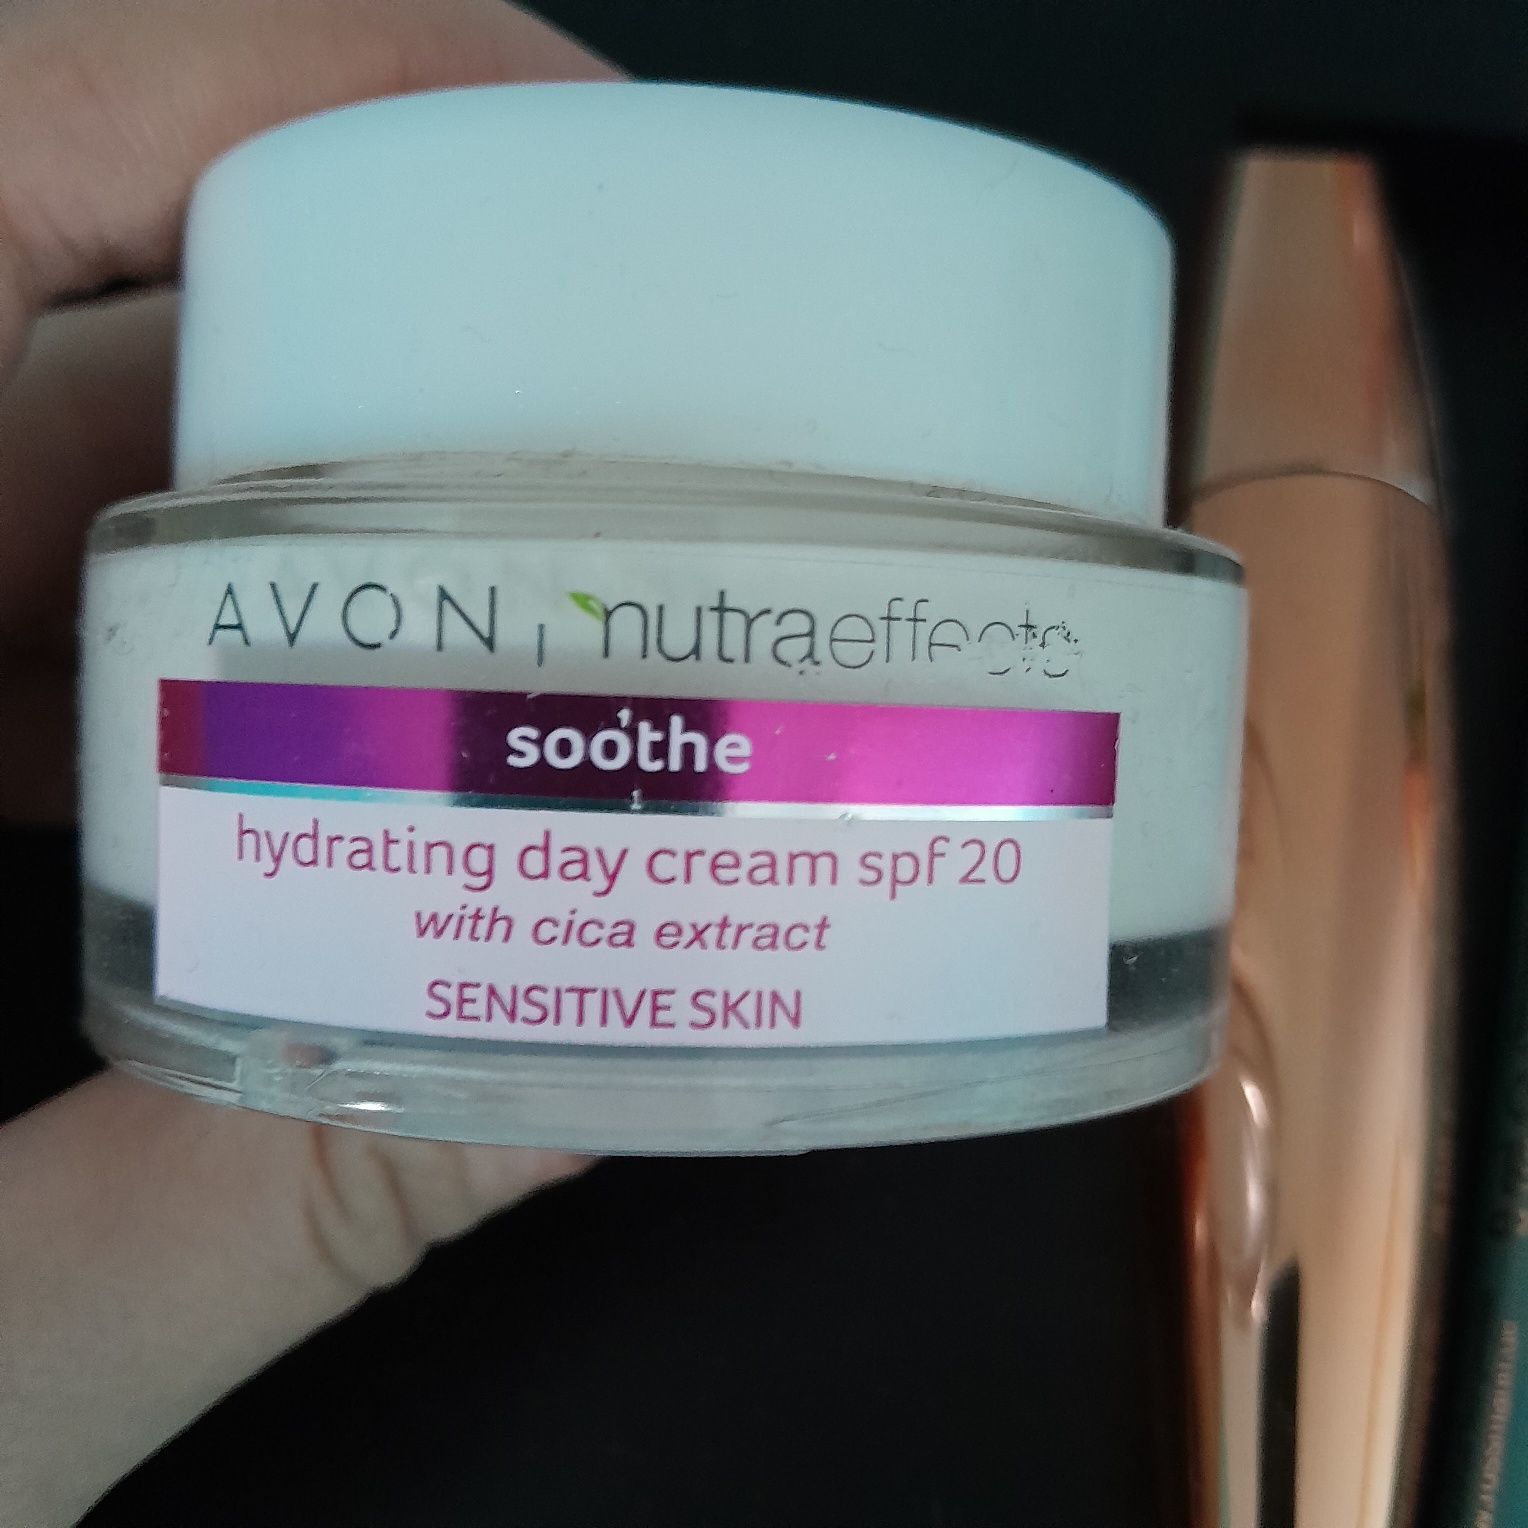 AVON | nutraeffects
soothe
hydrating day cream spf 20
with cica extract
SENSITIVE SKIN